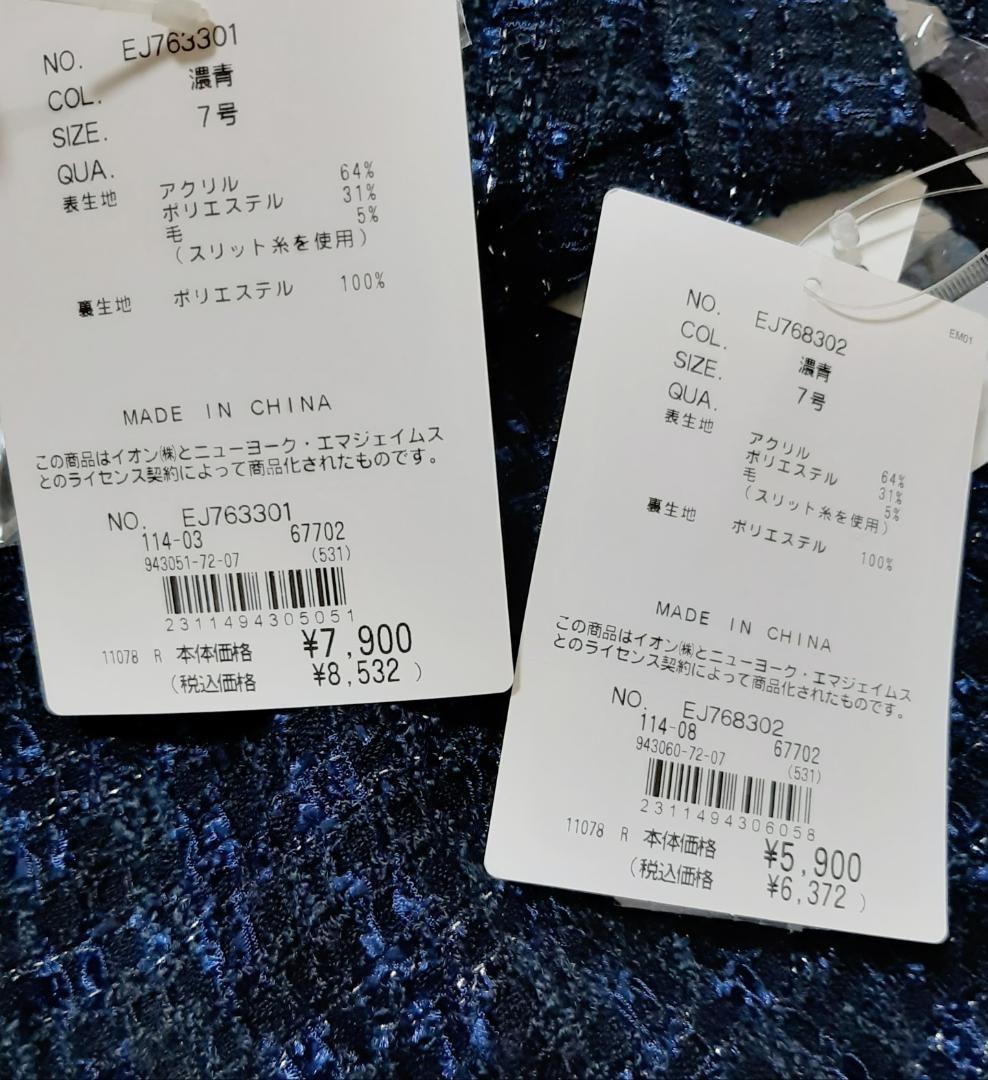 NO. EJ763301
COL. 濃青
SIZE. 7号
QUA.
表生地 アクリル 64%
ポリエステル 31%
毛 5%
(スリット糸を使用)
裏生地 ポリエステル 100%
MADE IN CHINA
この商品はイオン㈱とニューヨーク・エマジェイムス
とのライセンス契約によって商品化されたものです。
NO. EJ763301
114-03 67702
943051-72-07 (531)
2311494305051
11078 R 本体価格 ¥7,900
(税込価格 ¥8,532 )
EM01
NO. EJ768302
COL. 濃青
SIZE. 7号
QUA.
表生地 アクリル 64%
ポリエステル 31%
毛 5%
(スリット糸を使用)
裏生地 ポリエステル 100%
MADE IN CHINA
この商品はイオン㈱とニューヨーク・エマジェイムス
とのライセンス契約によって商品化されたものです。
NO. EJ768302
114-08 67702
943060-72-07 (531)
2311494306058
11078 R 本体価格 ¥5,900
(税込価格 ¥6,372 )